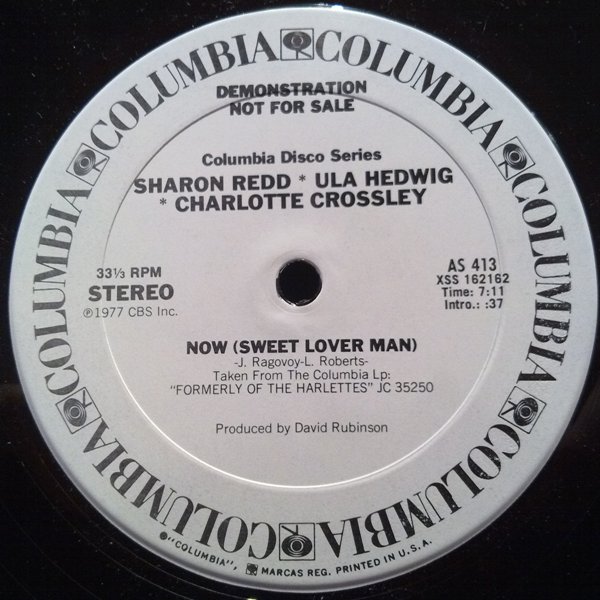 COLUMBIA COLUMBIA COLUMBIA COLUMBIA COLUMBIA COLUMBIA COLUMBIA COLUMBIA
DEMONSTRATION
NOT FOR SALE
Columbia Disco Series
SHARON REDD * ULA HEDWIG
* CHARLOTTE CROSSLEY
33⅓ RPM
STEREO
℗1977 CBS Inc.
AS 413
XSS 162162
Time: 7:11
Intro.: :37
NOW (SWEET LOVER MAN)
-J. Ragovoy-L. Roberts-
Taken From The Columbia Lp:
"FORMERLY OF THE HARLETTES" JC 35250
Produced by David Rubinson
"COLUMBIA", MARCAS REG. PRINTED IN U.S.A.